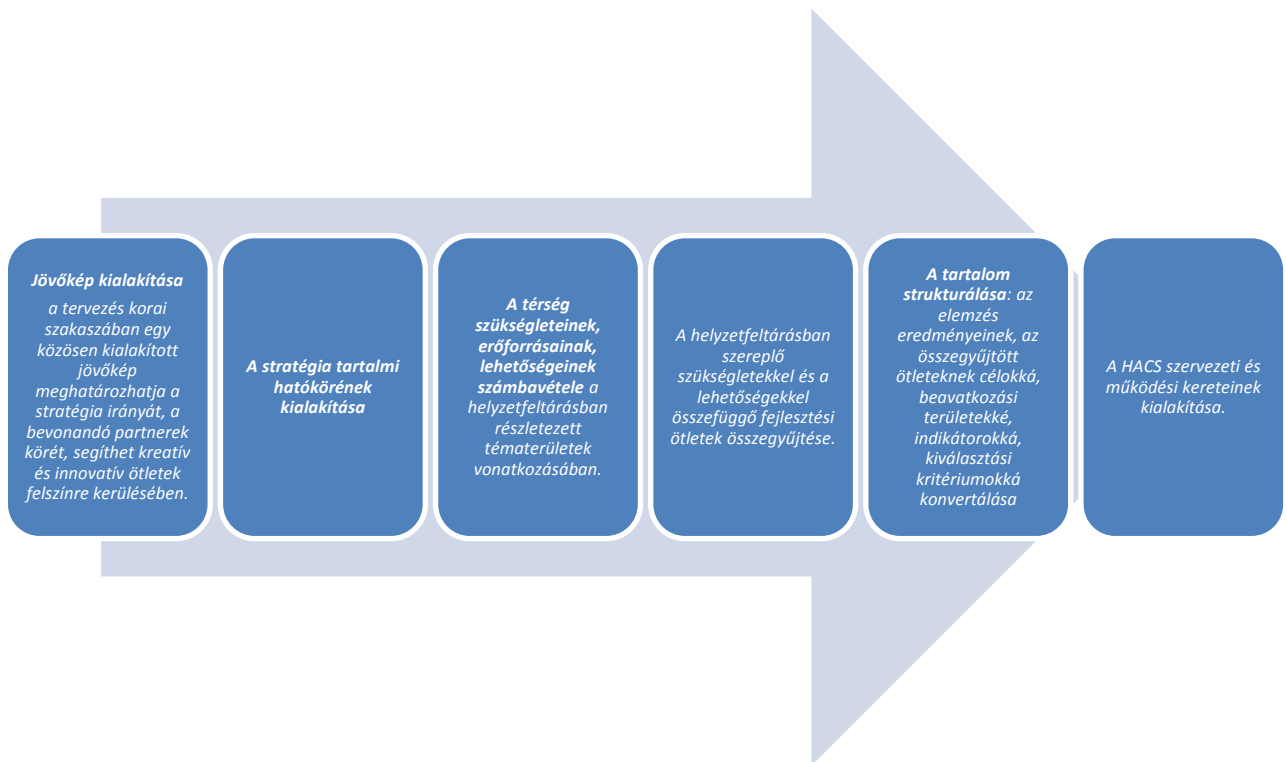 Jövőkép kialakítása
a tervezés korai
szakaszában egy
közösen kialakított
jövőkép
meghatározhatja a
stratégia irányát, a
bevonandó partnerek
körét, segíthet kreatív
és innovatív ötletek
felszínre kerülésében.
A stratégia tartalmi
hatókörének
kialakítása
A térség
szükségleteinek,
erőforrásainak,
lehetőségeinek
számbavétele a
helyzetfeltárásban
részletezett
tématerületek
vonatkozásában.
A helyzetfeltárásban
szereplő
szükségletekkel és a
lehetőségekkel
összefüggő fejlesztési
ötletek összegyűjtése.
A tartalom
strukturálása: az
elemzés
eredményeinek, az
összegyűjtött
ötleteknek célokká,
beavatkozási
területekké,
indikátorokká,
kiválasztási
kritériumokká
konvertálása
A HACS szervezeti és
működési kereteinek
kialakítása.